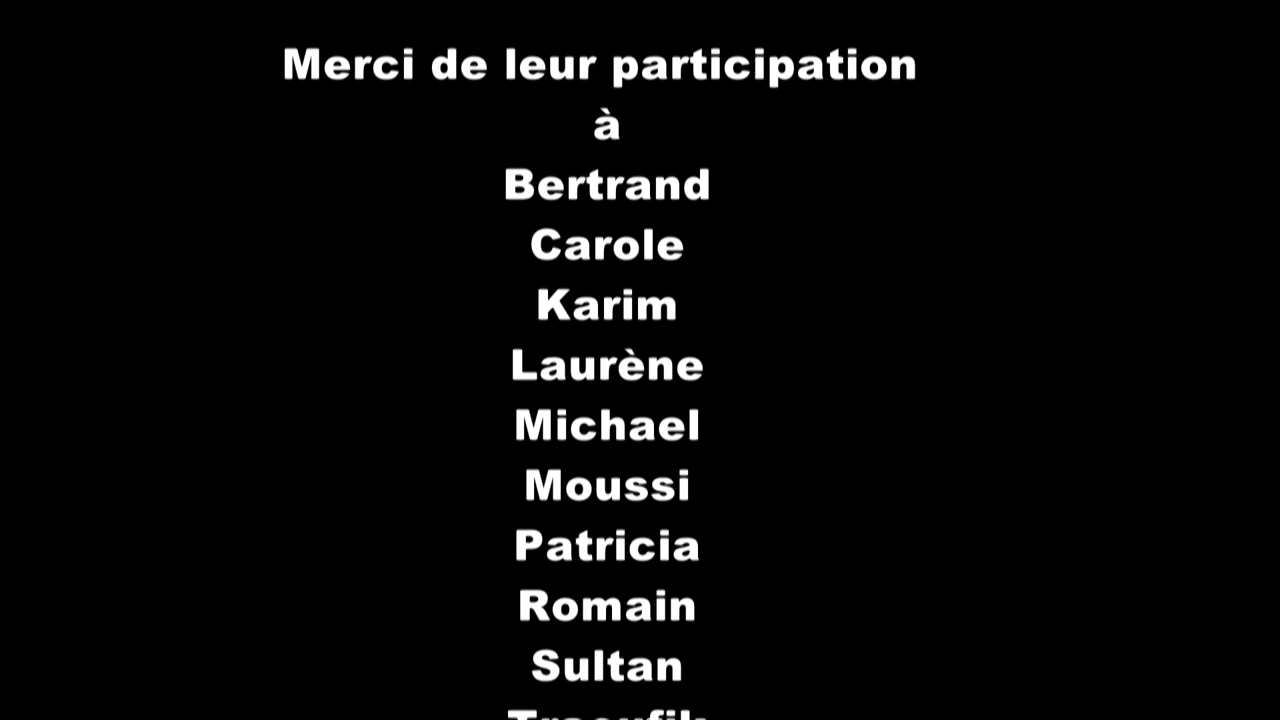 Merci de leur participation
à
Bertrand
Carole
Karim
Laurène
Michael
Moussi
Patricia
Romain
Sultan